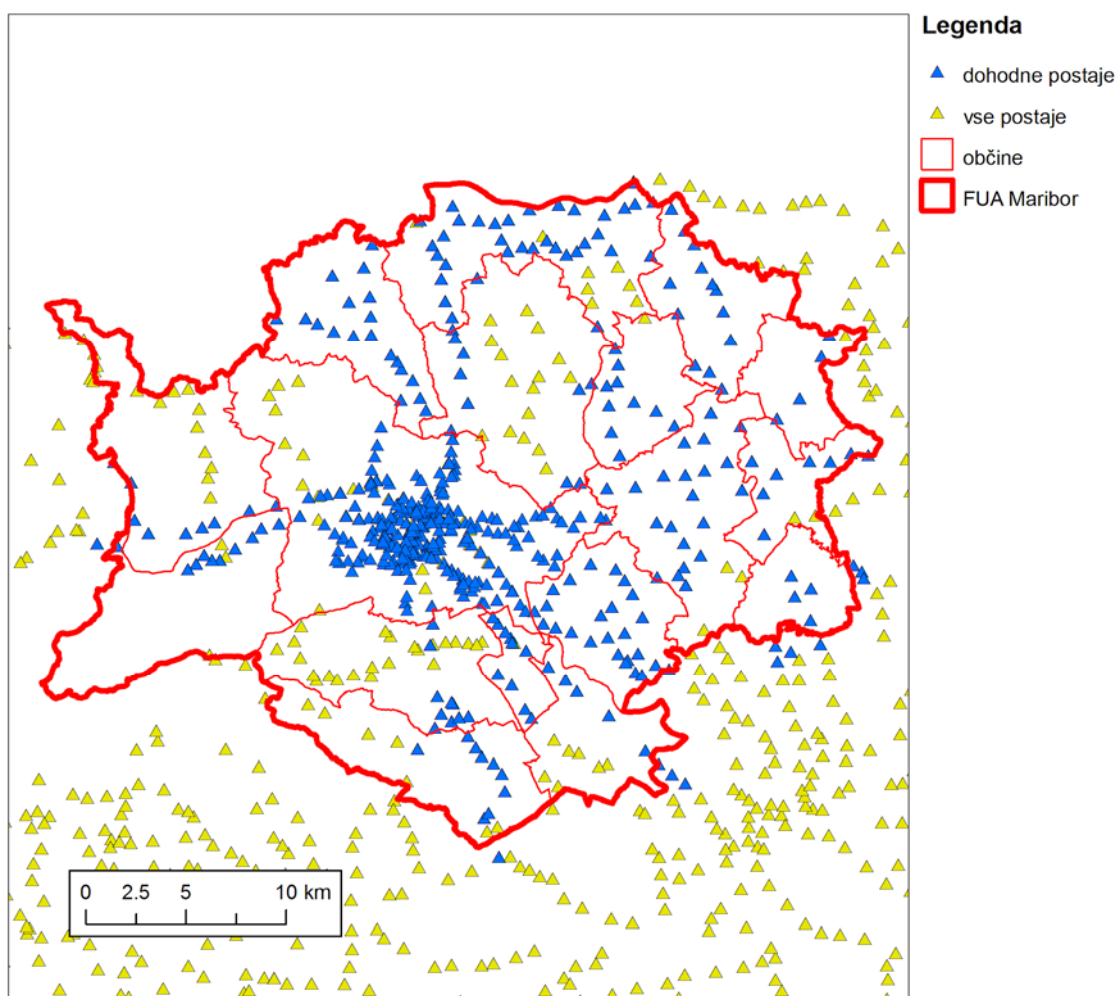 Legenda
dohodne postaje
vse postaje
občine
FUA Maribor
0 2.5 5 10 km